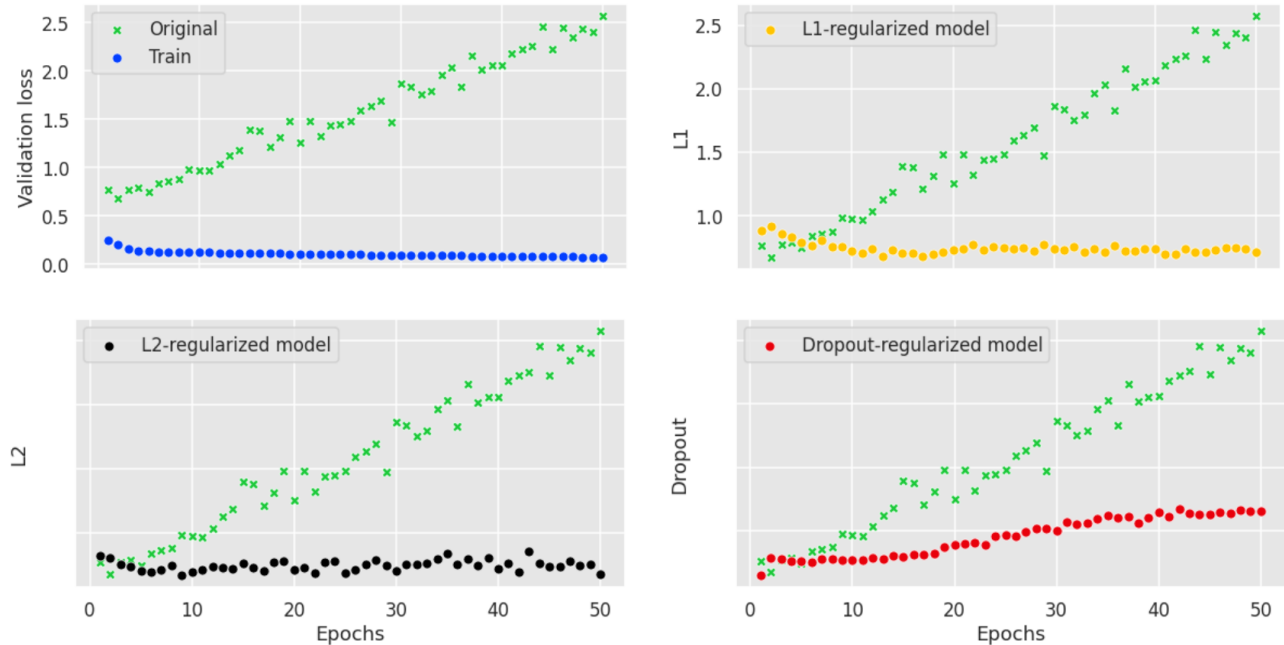 Validation loss
2.5
2.0
1.5
1.0
0.5
0.0
Original
Train
L1
2.5
2.0
1.5
1.0
L1-regularized model
L2
L2-regularized model
0 10 20 30 40 50
Epochs
Dropout
Dropout-regularized model
0 10 20 30 40 50
Epochs